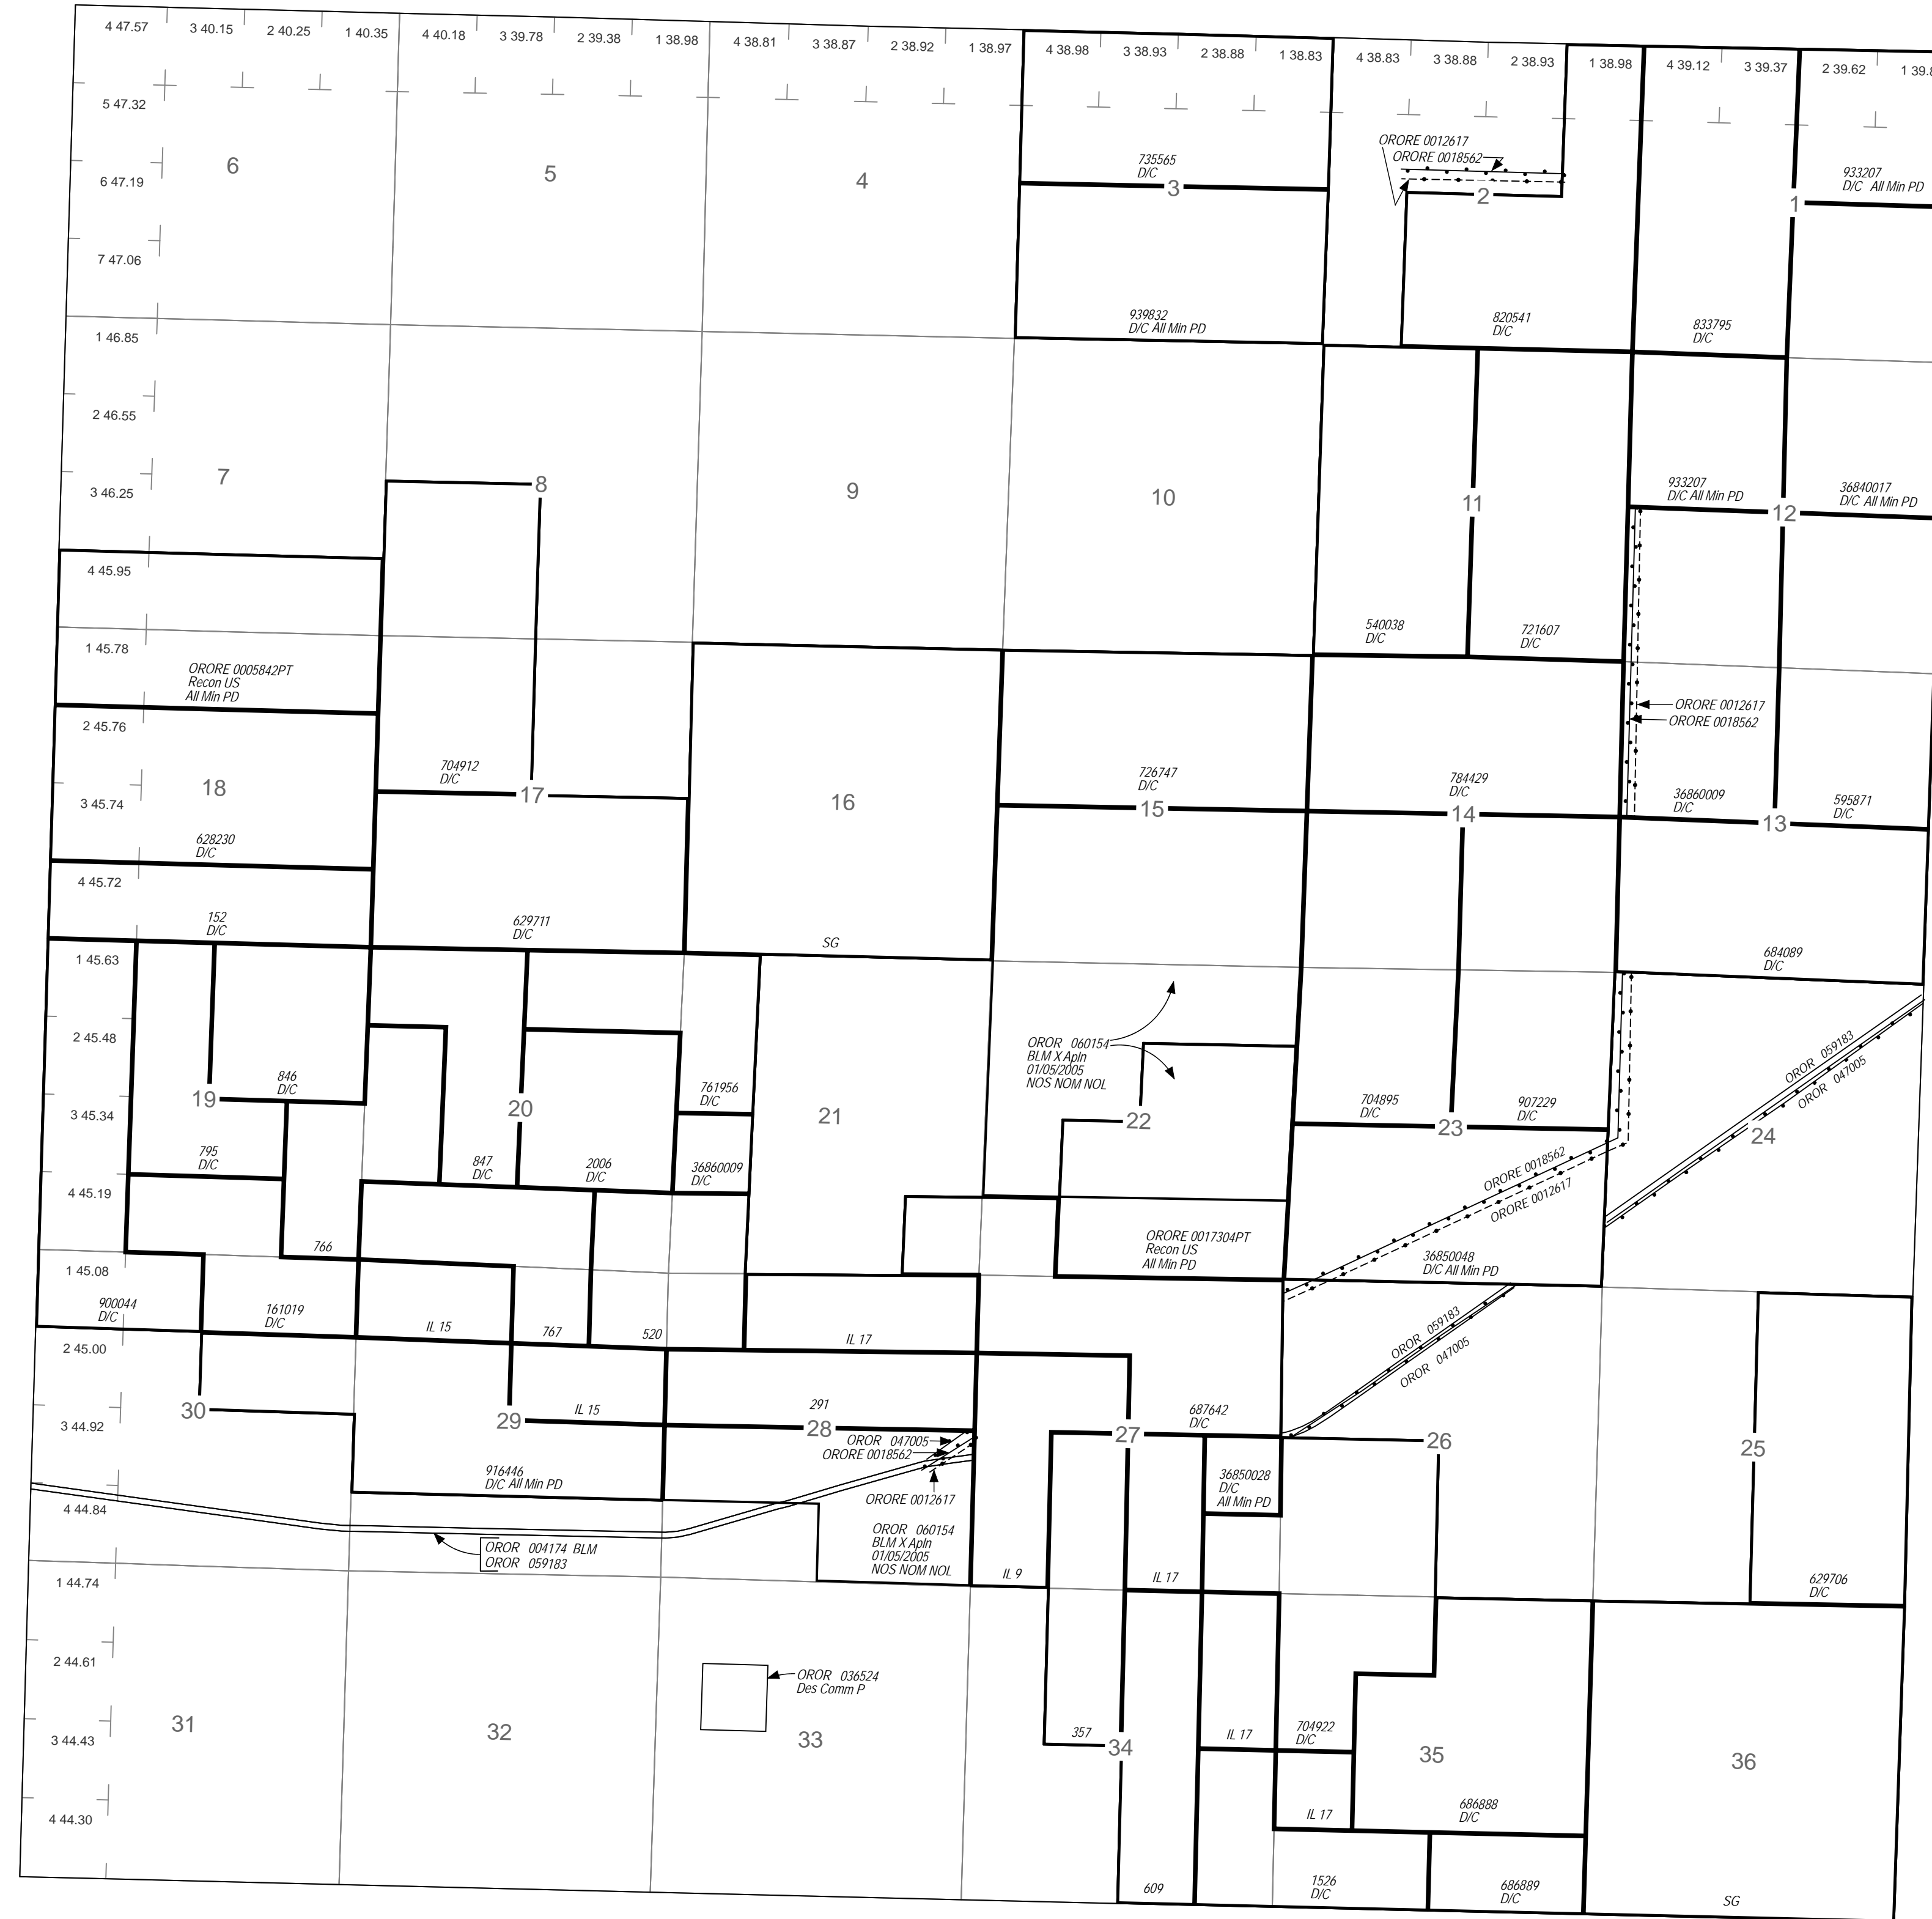 4 47.57 3 40.15 2 40.25 1 40.35 4 40.18 3 39.78 2 39.38 1 38.98 4 38.81 3 38.87 2 38.92 1 38.97 4 38.98 3 38.93 2 38.88 1 38.83 4 38.83 3 38.88 2 38.93 1 38.98 4 39.12 3 39.37 2 39.62
5 47.32
6 5 4
735565
D/C
3
ORORE 0012617
ORORE 0018562
2
1
933207
D/C All Min PD
6 47.19
7 47.06
939832
D/C All Min PD
820541
D/C
833795
D/C
1 46.85
2 46.55
3 46.25
7 8 9 10 11 12
933207
D/C All Min PD
36840017
D/C All Min PD
4 45.95
540038
D/C
721607
D/C
1 45.78
ORORE 0005842PT
Recon US
All Min PD
ORORE 0012617
ORORE 0018562
2 45.76
18
704912
D/C
17
16
726747
D/C
15
784429
D/C
14
36860009
D/C
13
595871
D/C
3 45.74
628230
D/C
4 45.72
152
D/C
629711
D/C
SG
684089
D/C
1 45.63
2 45.48
OROR 060154
BLM X Apln
01/05/2005
NOS NOM NOL
OROR 059183
OROR 047005
846
D/C
19
20
761956
D/C
21
22
704895
D/C
23
907229
D/C
24
3 45.34
795
D/C
847
D/C
2006
D/C
36860009
D/C
ORORE 0018562
ORORE 0012617
4 45.19
766
ORORE 0017304PT
Recon US
All Min PD
36850048
D/C All Min PD
1 45.08
900044
D/C
161019
D/C
IL 15
767
520
IL 17
OROR 059183
OROR 047005
2 45.00
30
29
IL 15
291
28
27
687642
D/C
26
25
3 44.92
OROR 047005
ORORE 0018562
916446
D/C All Min PD
36850028
D/C
All Min PD
4 44.84
ORORE 0012617
OROR 060154
BLM X Apln
01/05/2005
NOS NOM NOL
OROR 004174 BLM
OROR 059183
IL 9
IL 17
629706
D/C
1 44.74
2 44.61
OROR 036524
Des Comm P
31
32
33
357
34
IL 17
704922
D/C
35
36
3 44.43
IL 17
686888
D/C
4 44.30
609
1526
D/C
686889
D/C
SG